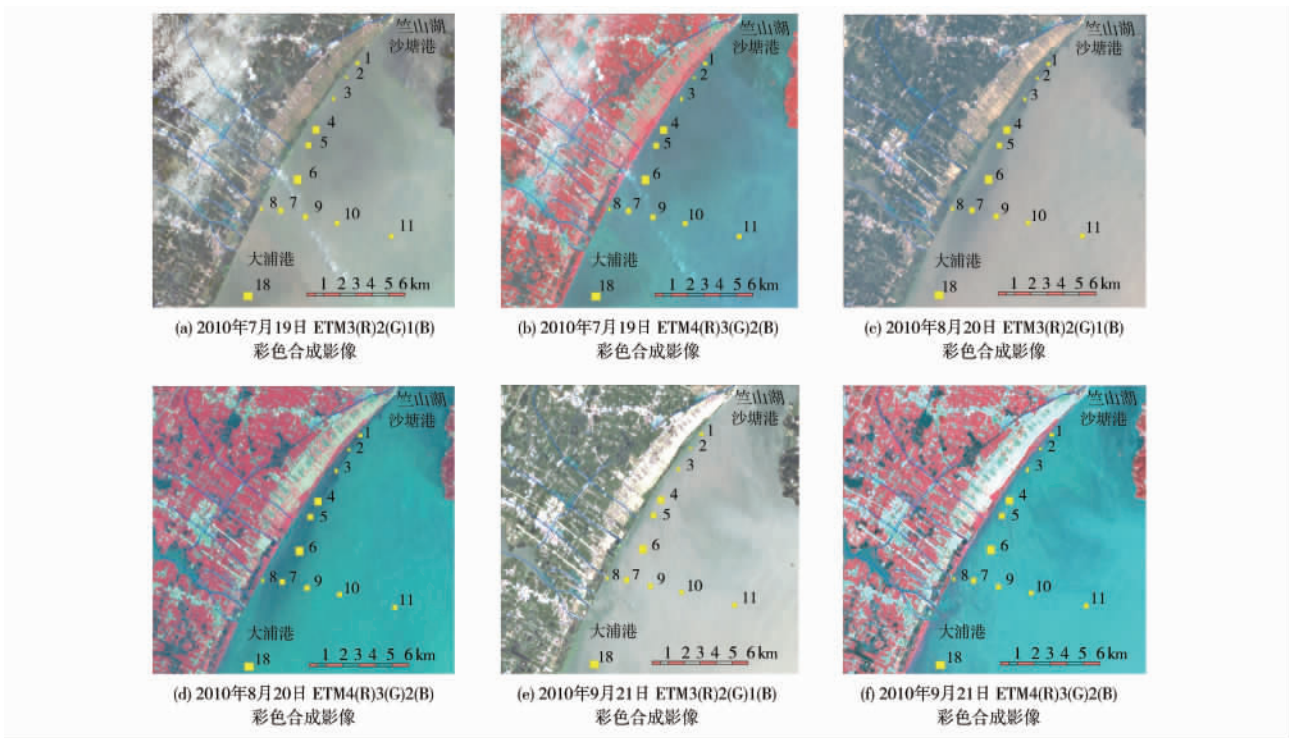 竺山湖
沙塘港
1
2
3
4
5
6
8 7 9 10 11
大浦港
18
1 2 3 4 5 6 km
(a) 2010年7月19日 ETM3(R)2(G)1(B)
彩色合成影像
竺山湖
沙塘港
1
2
3
4
5
6
8 7 9 10 11
大浦港
18
1 2 3 4 5 6 km
(b) 2010年7月19日 ETM4(R)3(G)2(B)
彩色合成影像
竺山湖
沙塘港
1
2
3
4
5
6
8 7 9 10 11
大浦港
18
1 2 3 4 5 6 km
(c) 2010年8月20日 ETM3(R)2(G)1(B)
彩色合成影像
竺山湖
沙塘港
1
2
3
4
5
6
8 7 9 10 11
大浦港
18
1 2 3 4 5 6 km
(d) 2010年8月20日 ETM4(R)3(G)2(B)
彩色合成影像
竺山湖
沙塘港
1
2
3
4
5
6
8 7 9 10 11
大浦港
18
1 2 3 4 5 6 km
(e) 2010年9月21日 ETM3(R)2(G)1(B)
彩色合成影像
竺山湖
沙塘港
1
2
3
4
5
6
8 7 9 10 11
大浦港
18
1 2 3 4 5 6 km
(f) 2010年9月21日 ETM4(R)3(G)2(B)
彩色合成影像